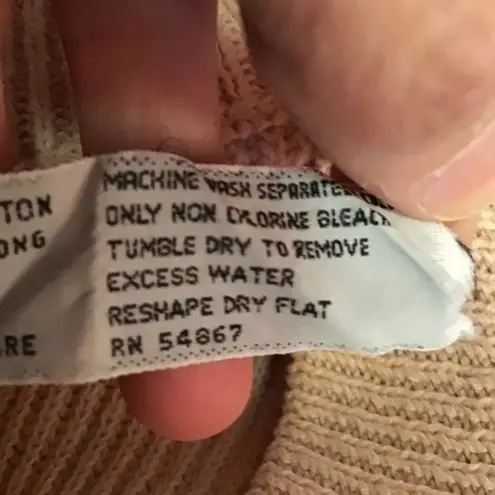 TON
ONG
RE
MACHINE WASH SEPARATELY
ONLY NON CHLORINE BLEACH
TUMBLE DRY TO REMOVE
EXCESS WATER
RESHAPE DRY FLAT
RN 54867